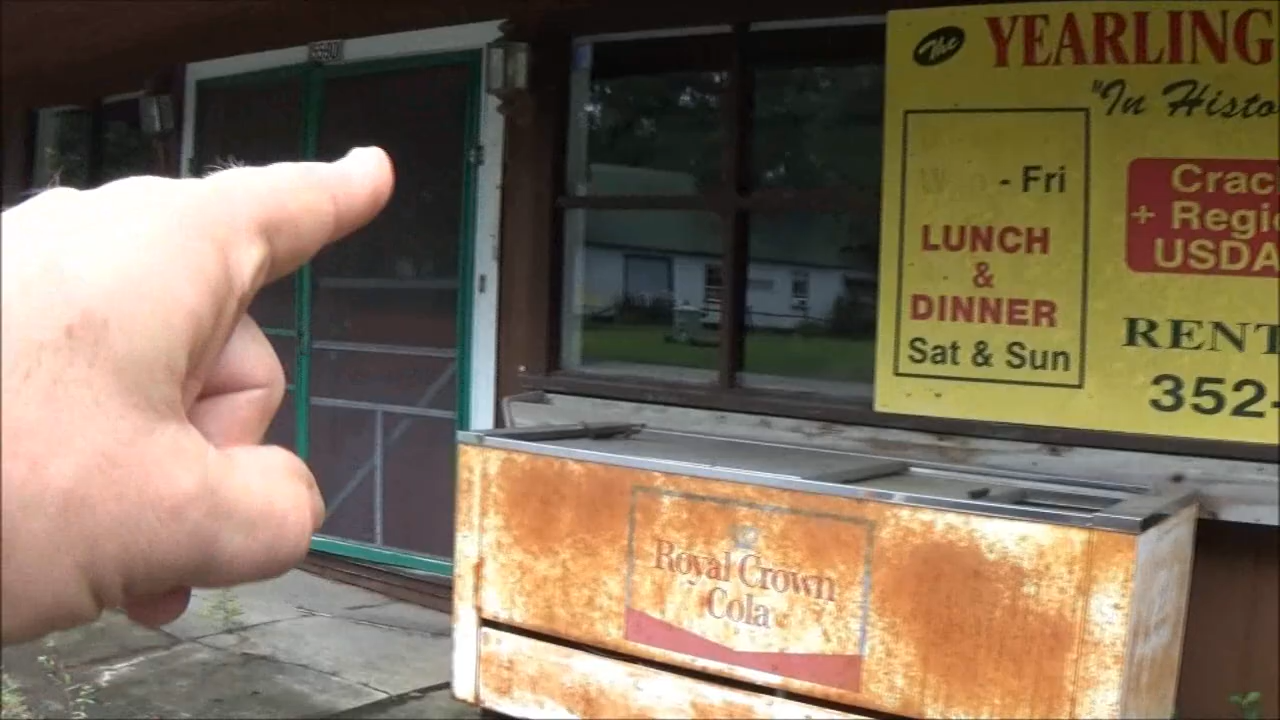 The
YEARLING
"In Histo
- Fri
LUNCH
&
DINNER
Sat & Sun
Crac
+ Regio
USDA
RENT
352-
Royal Crown
Cola